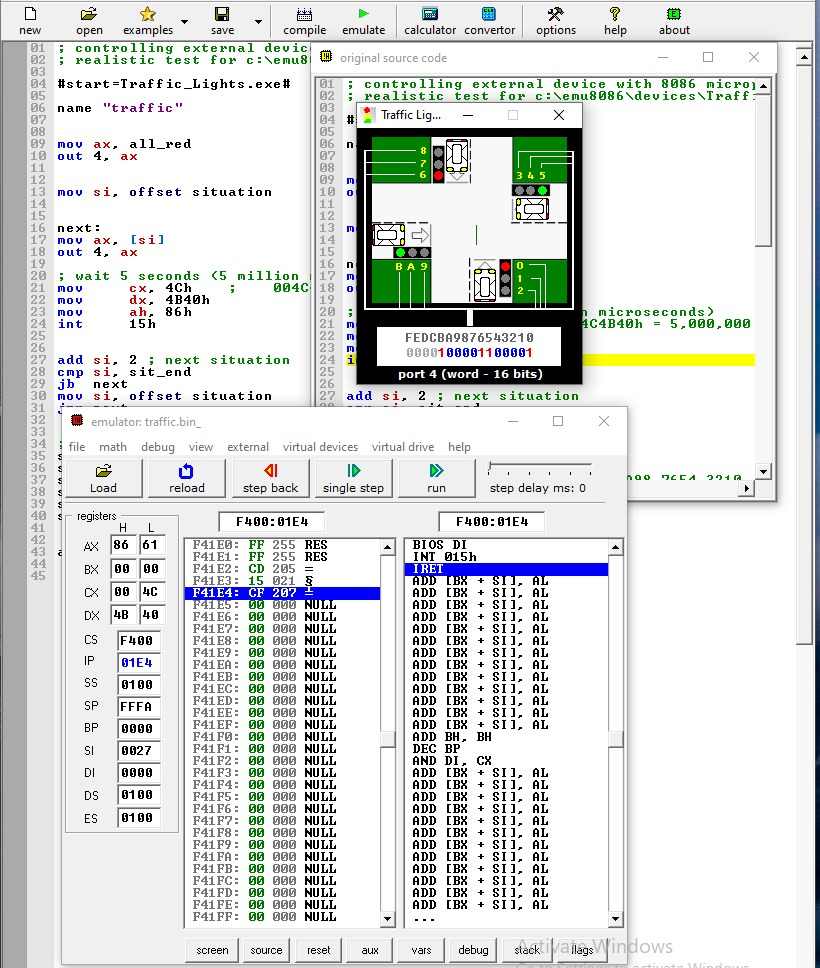 new open examples save compile emulate calculator convertor options help about
01 ; controlling external devic
02 ; realistic test for c:\emu8
03
04 #start=Traffic_Lights.exe#
05
06 name "traffic"
07
08
09 mov ax, all_red
10 out 4, ax
11
12
13 mov si, offset situation
14
15
16 next:
17 mov ax, [si]
18 out 4, ax
19
20 ; wait 5 seconds (5 million
21 mov cx, 4Ch ; 004C
22 mov dx, 4B40h
23 mov ah, 86h
24 int 15h
25
26
27 add si, 2 ; next situation
28 cmp si, sit_end
29 jb next
30 mov si, offset situation
31
32
33
34
35
36
37
38
39
40
41
42
43
44
45
original source code
01 ; controlling external device with 8086 microp
02 ; realistic test for c:\emu8086\devices\Traff
03
04 #
05
06
07
08
09
10
11
12
13
14
15
16
17
18
19
20 ; n microseconds)
21 4C4B40h = 5,000,000
22
23
24
25
26
27 add si, 2 ; next situation
Traffic Lig...
8
7
6
3 4 5
B A 9
0
1
2
FEDCBA9876543210
0000100001100001
port 4 (word - 16 bits)
emulator: traffic.bin_
file math debug view external virtual devices virtual drive help
Load reload step back single step run step delay ms: 0
registers
H L
AX 86 61
BX 00 00
CX 00 4C
DX 4B 40
CS F400
IP 01E4
SS 0100
SP FFFA
BP 0000
SI 0027
DI 0000
DS 0100
ES 0100
F400:01E4
F41E0: FF 255 RES
F41E1: FF 255 RES
F41E2: CD 205 =
F41E3: 15 021 §
F41E4: CF 207 ╧
F41E5: 00 000 NULL
F41E6: 00 000 NULL
F41E7: 00 000 NULL
F41E8: 00 000 NULL
F41E9: 00 000 NULL
F41EA: 00 000 NULL
F41EB: 00 000 NULL
F41EC: 00 000 NULL
F41ED: 00 000 NULL
F41EE: 00 000 NULL
F41EF: 00 000 NULL
F41F0: 00 000 NULL
F41F1: 00 000 NULL
F41F2: 00 000 NULL
F41F3: 00 000 NULL
F41F4: 00 000 NULL
F41F5: 00 000 NULL
F41F6: 00 000 NULL
F41F7: 00 000 NULL
F41F8: 00 000 NULL
F41F9: 00 000 NULL
F41FA: 00 000 NULL
F41FB: 00 000 NULL
F41FC: 00 000 NULL
F41FD: 00 000 NULL
F41FE: 00 000 NULL
F41FF: 00 000 NULL
F400:01E4
BIOS DI
INT 015h
IRET
ADD [BX + SI], AL
ADD [BX + SI], AL
ADD [BX + SI], AL
ADD [BX + SI], AL
ADD [BX + SI], AL
ADD [BX + SI], AL
ADD [BX + SI], AL
ADD [BX + SI], AL
ADD [BX + SI], AL
ADD [BX + SI], AL
ADD [BX + SI], AL
ADD [BX + SI], AL
ADD [BX + SI], AL
ADD BH, BH
DEC BP
AND DI, CX
ADD [BX + SI], AL
ADD [BX + SI], AL
ADD [BX + SI], AL
ADD [BX + SI], AL
ADD [BX + SI], AL
ADD [BX + SI], AL
ADD [BX + SI], AL
ADD [BX + SI], AL
ADD [BX + SI], AL
ADD [BX + SI], AL
ADD [BX + SI], AL
ADD [BX + SI], AL
...
screen source reset aux vars debug stack flags
Activate Windows
Go to Settings to activate Windows.